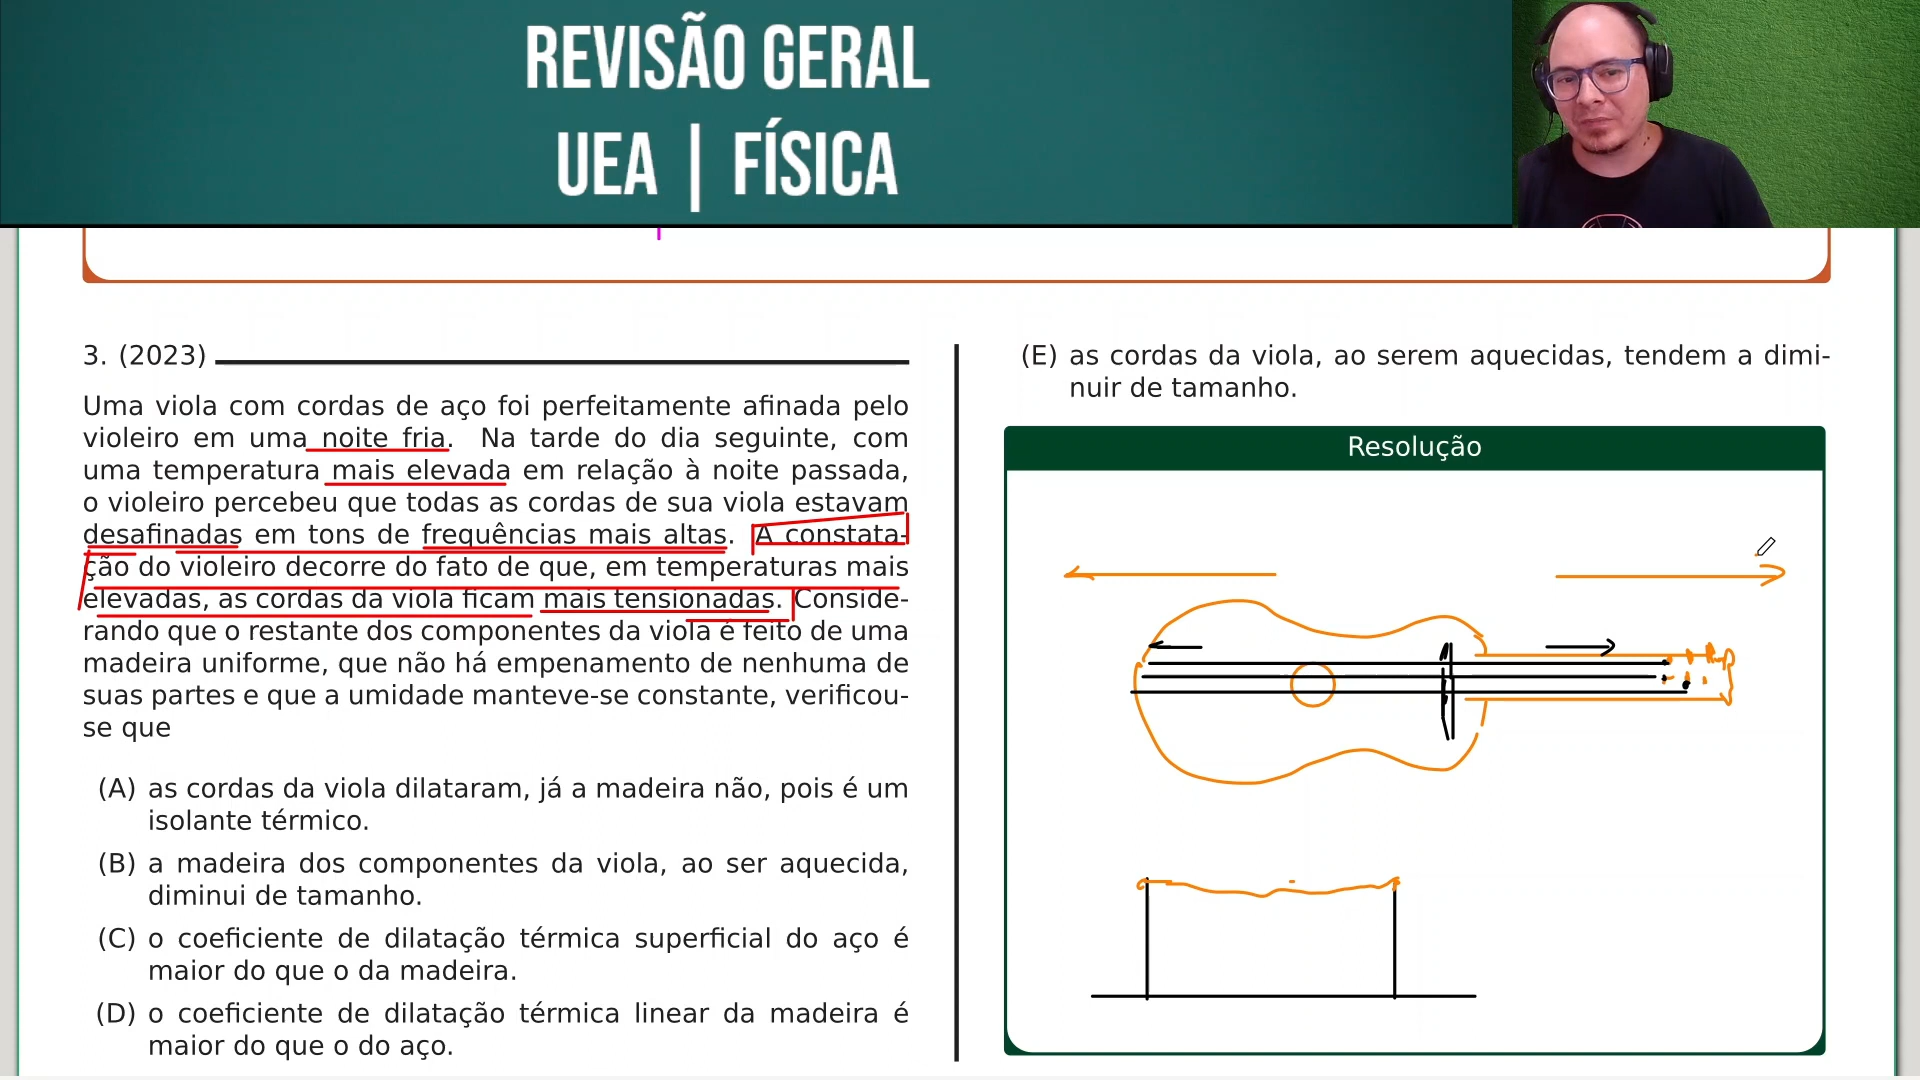 REVISÃO GERAL
UEA | FÍSICA
3. (2023)
Uma viola com cordas de aço foi perfeitamente afinada pelo
violeiro em uma noite fria. Na tarde do dia seguinte, com
uma temperatura mais elevada em relação à noite passada,
o violeiro percebeu que todas as cordas de sua viola estavam
desafinadas em tons de frequências mais altas. A constata-
ção do violeiro decorre do fato de que, em temperaturas mais
elevadas, as cordas da viola ficam mais tensionadas. Conside-
rando que o restante dos componentes da viola é feito de uma
madeira uniforme, que não há empenamento de nenhuma de
suas partes e que a umidade manteve-se constante, verificou-
se que
(A) as cordas da viola dilataram, já a madeira não, pois é um
isolante térmico.
(B) a madeira dos componentes da viola, ao ser aquecida,
diminui de tamanho.
(C) o coeficiente de dilatação térmica superficial do aço é
maior do que o da madeira.
(D) o coeficiente de dilatação térmica linear da madeira é
maior do que o do aço.
(E) as cordas da viola, ao serem aquecidas, tendem a dimi-
nuir de tamanho.
Resolução